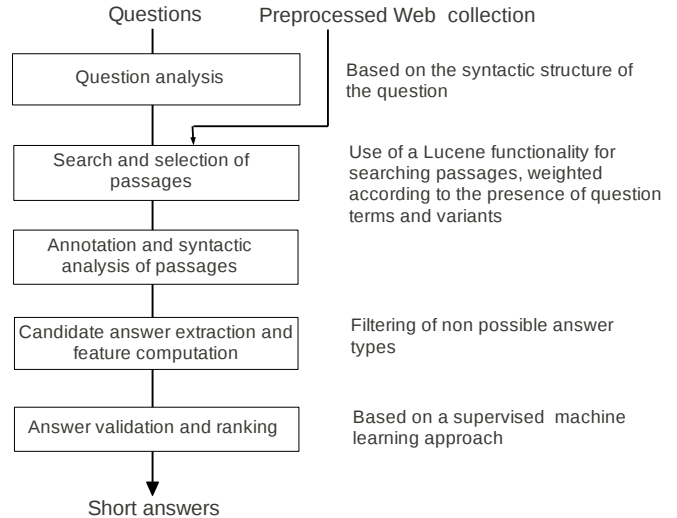 Questions
Preprocessed Web collection
Question analysis
Based on the syntactic structure of
the question
Search and selection of
passages
Use of a Lucene functionality for
searching passages, weighted
according to the presence of question
terms and variants
Annotation and syntactic
analysis of passages
Candidate answer extraction and
feature computation
Filtering of non possible answer
types
Answer validation and ranking
Based on a supervised machine
learning approach
Short answers